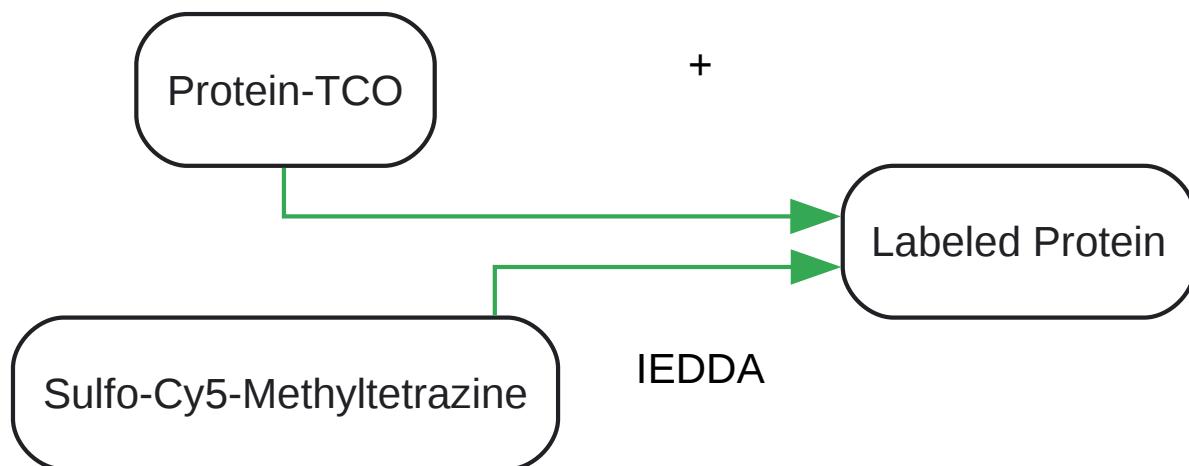 Protein-TCO
+
Labeled Protein
Sulfo-Cy5-Methyltetrazine
IEDDA